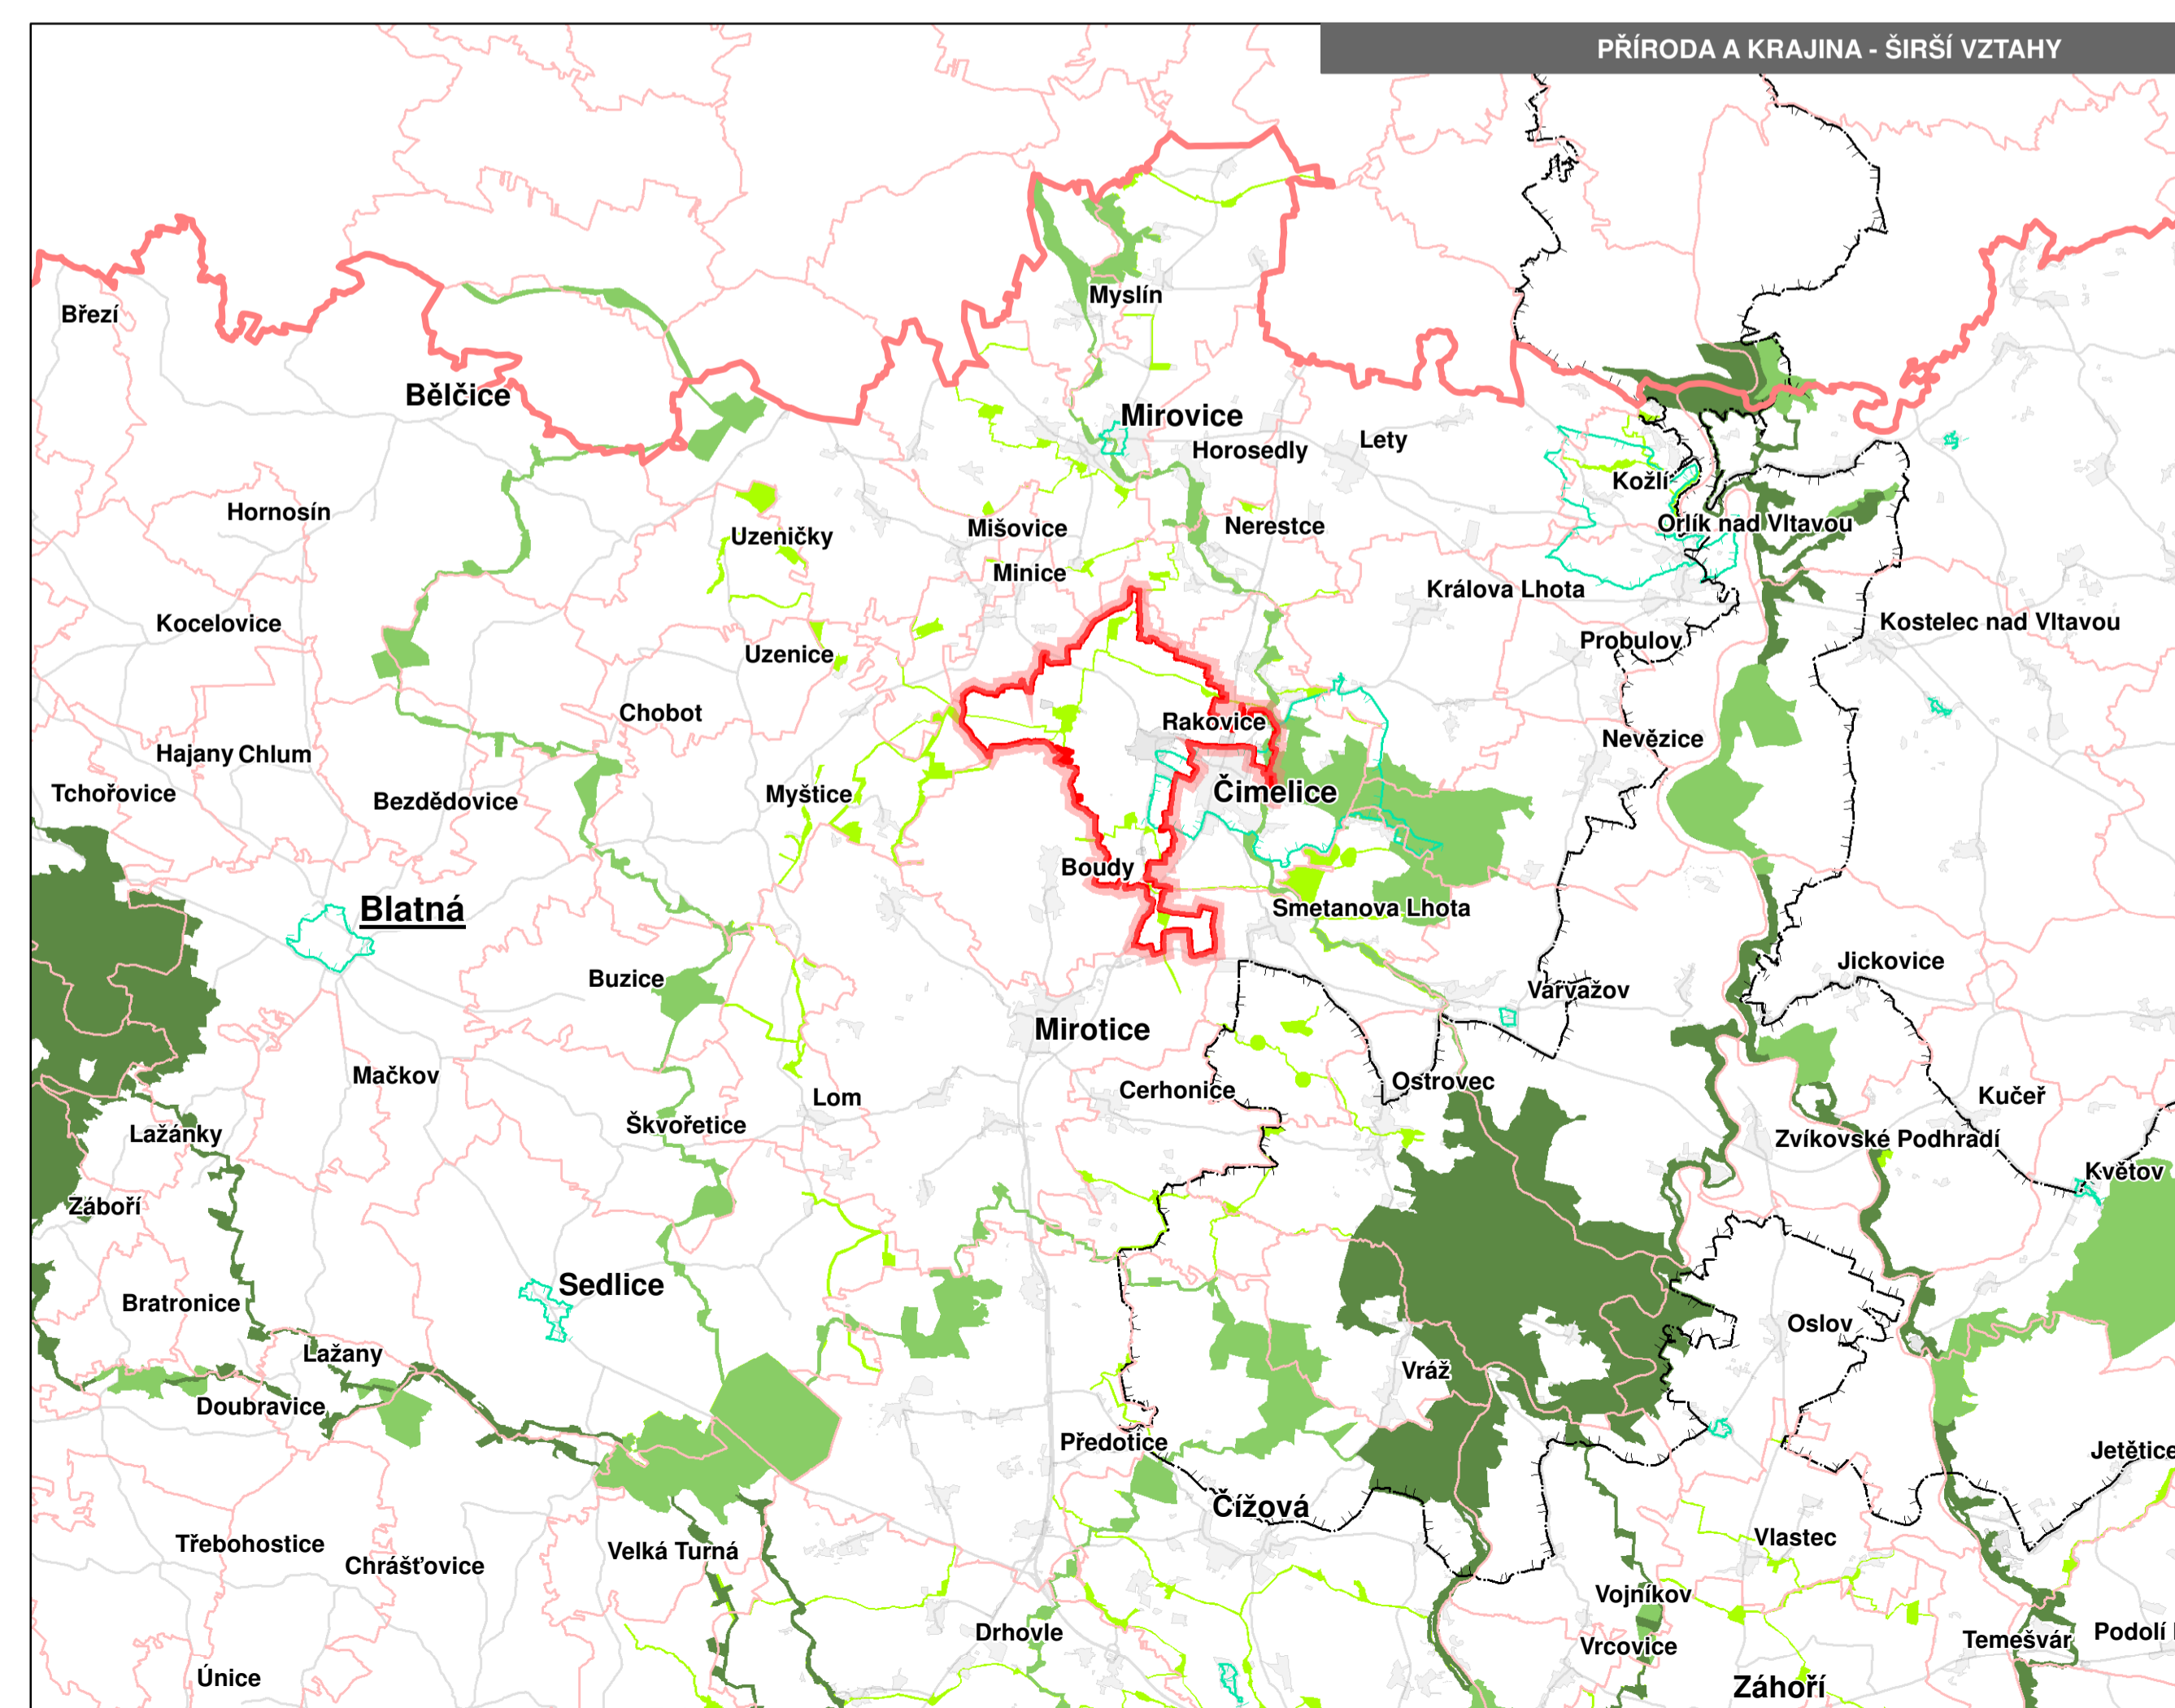 PŘÍRODA A KRAJINA - ŠIRŠÍ VZTAHY
Myslín
Březí
Bělčice
Mirovice
Horosedly
Lety
Kožlí
Hornosín
Uzeničky
Mišovice
Nerestce
Orlík nad Vltavou
Minice
Králova Lhota
Kocelovice
Kostelec nad Vltavou
Probulov
Uzenice
Chobot
Rakovice
Nevězice
Hajany Chlum
Tchořovice
Bezdědovice
Myštice
Čimelice
Boudy
Blatná
Smetanova Lhota
Jickovice
Buzice
Varvažov
Mirotice
Mačkov
Lom
Cerhonice
Ostrovec
Kučeř
Lažánky
Škvořetice
Zvíkovské Podhradí
Květov
Záboří
Sedlice
Bratronice
Oslov
Lažany
Vráž
Doubravice
Předotice
Jetětice
Čížová
Třebohostice
Chrášťovice
Velká Turná
Vlastec
Vojníkov
Drhovle
Vrcovice
Temešvár
Podolí
Únice
Záhoří